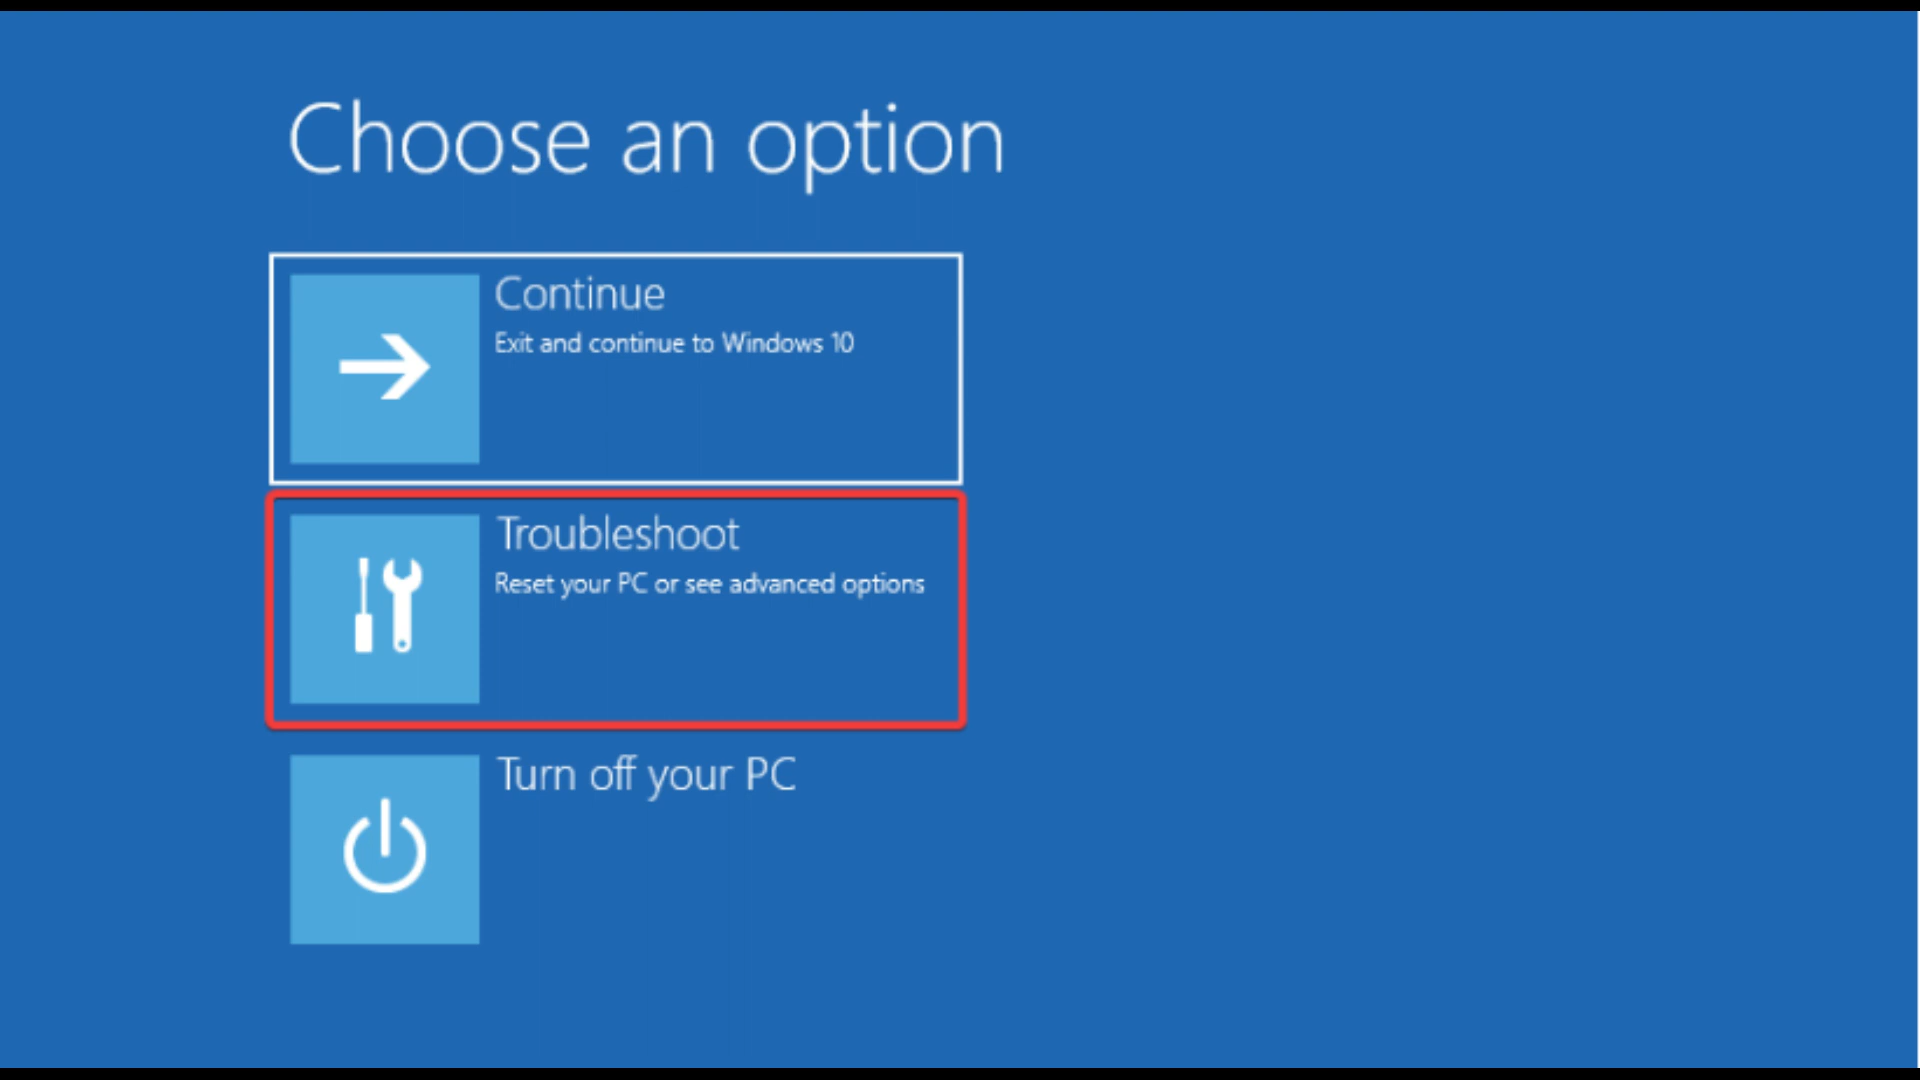 Choose an option
Continue
Exit and continue to Windows 10
Troubleshoot
Reset your PC or see advanced options
Turn off your PC